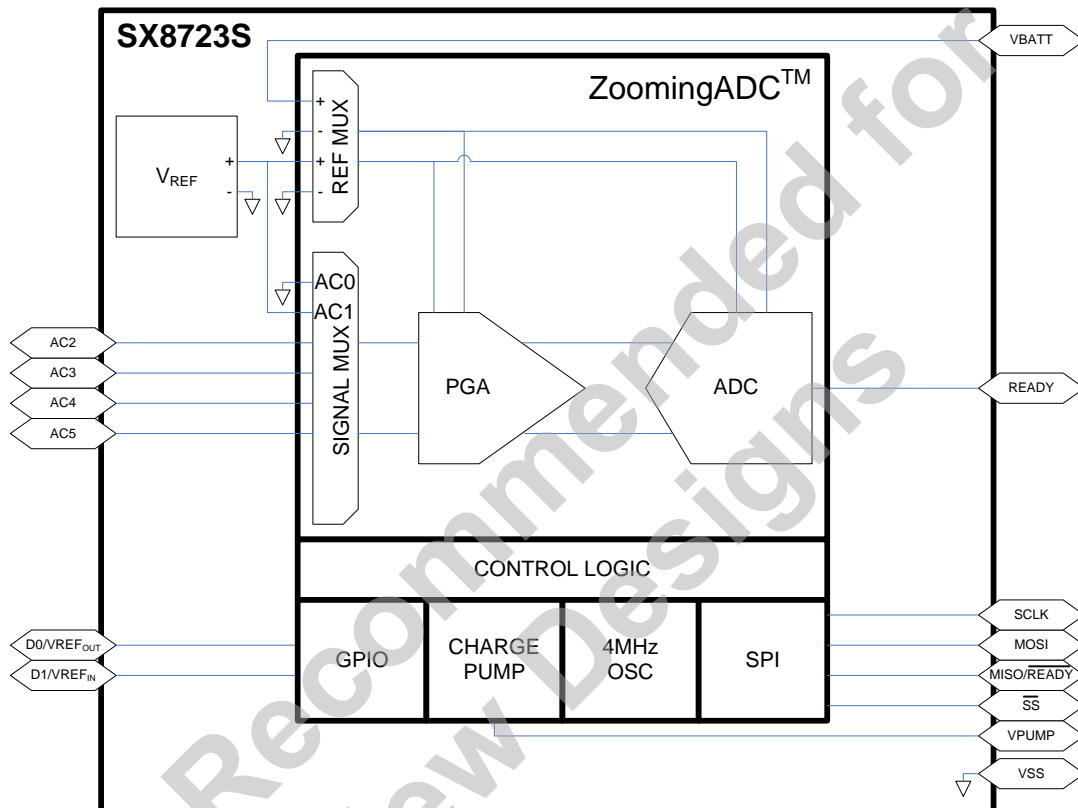 SX8723S
VBATT
ZoomingADC™
REF MUX
+
-
+
-
VREF
+
-
AC0
AC1
SIGNAL MUX
AC2
AC3
AC4
AC5
PGA
ADC
READY
CONTROL LOGIC
GPIO
CHARGE
PUMP
4MHz
OSC
SPI
D0/VREFOUT
D1/VREFIN
SCLK
MOSI
MISO/READY
SS
VPUMP
VSS
Recommended for
New Designs